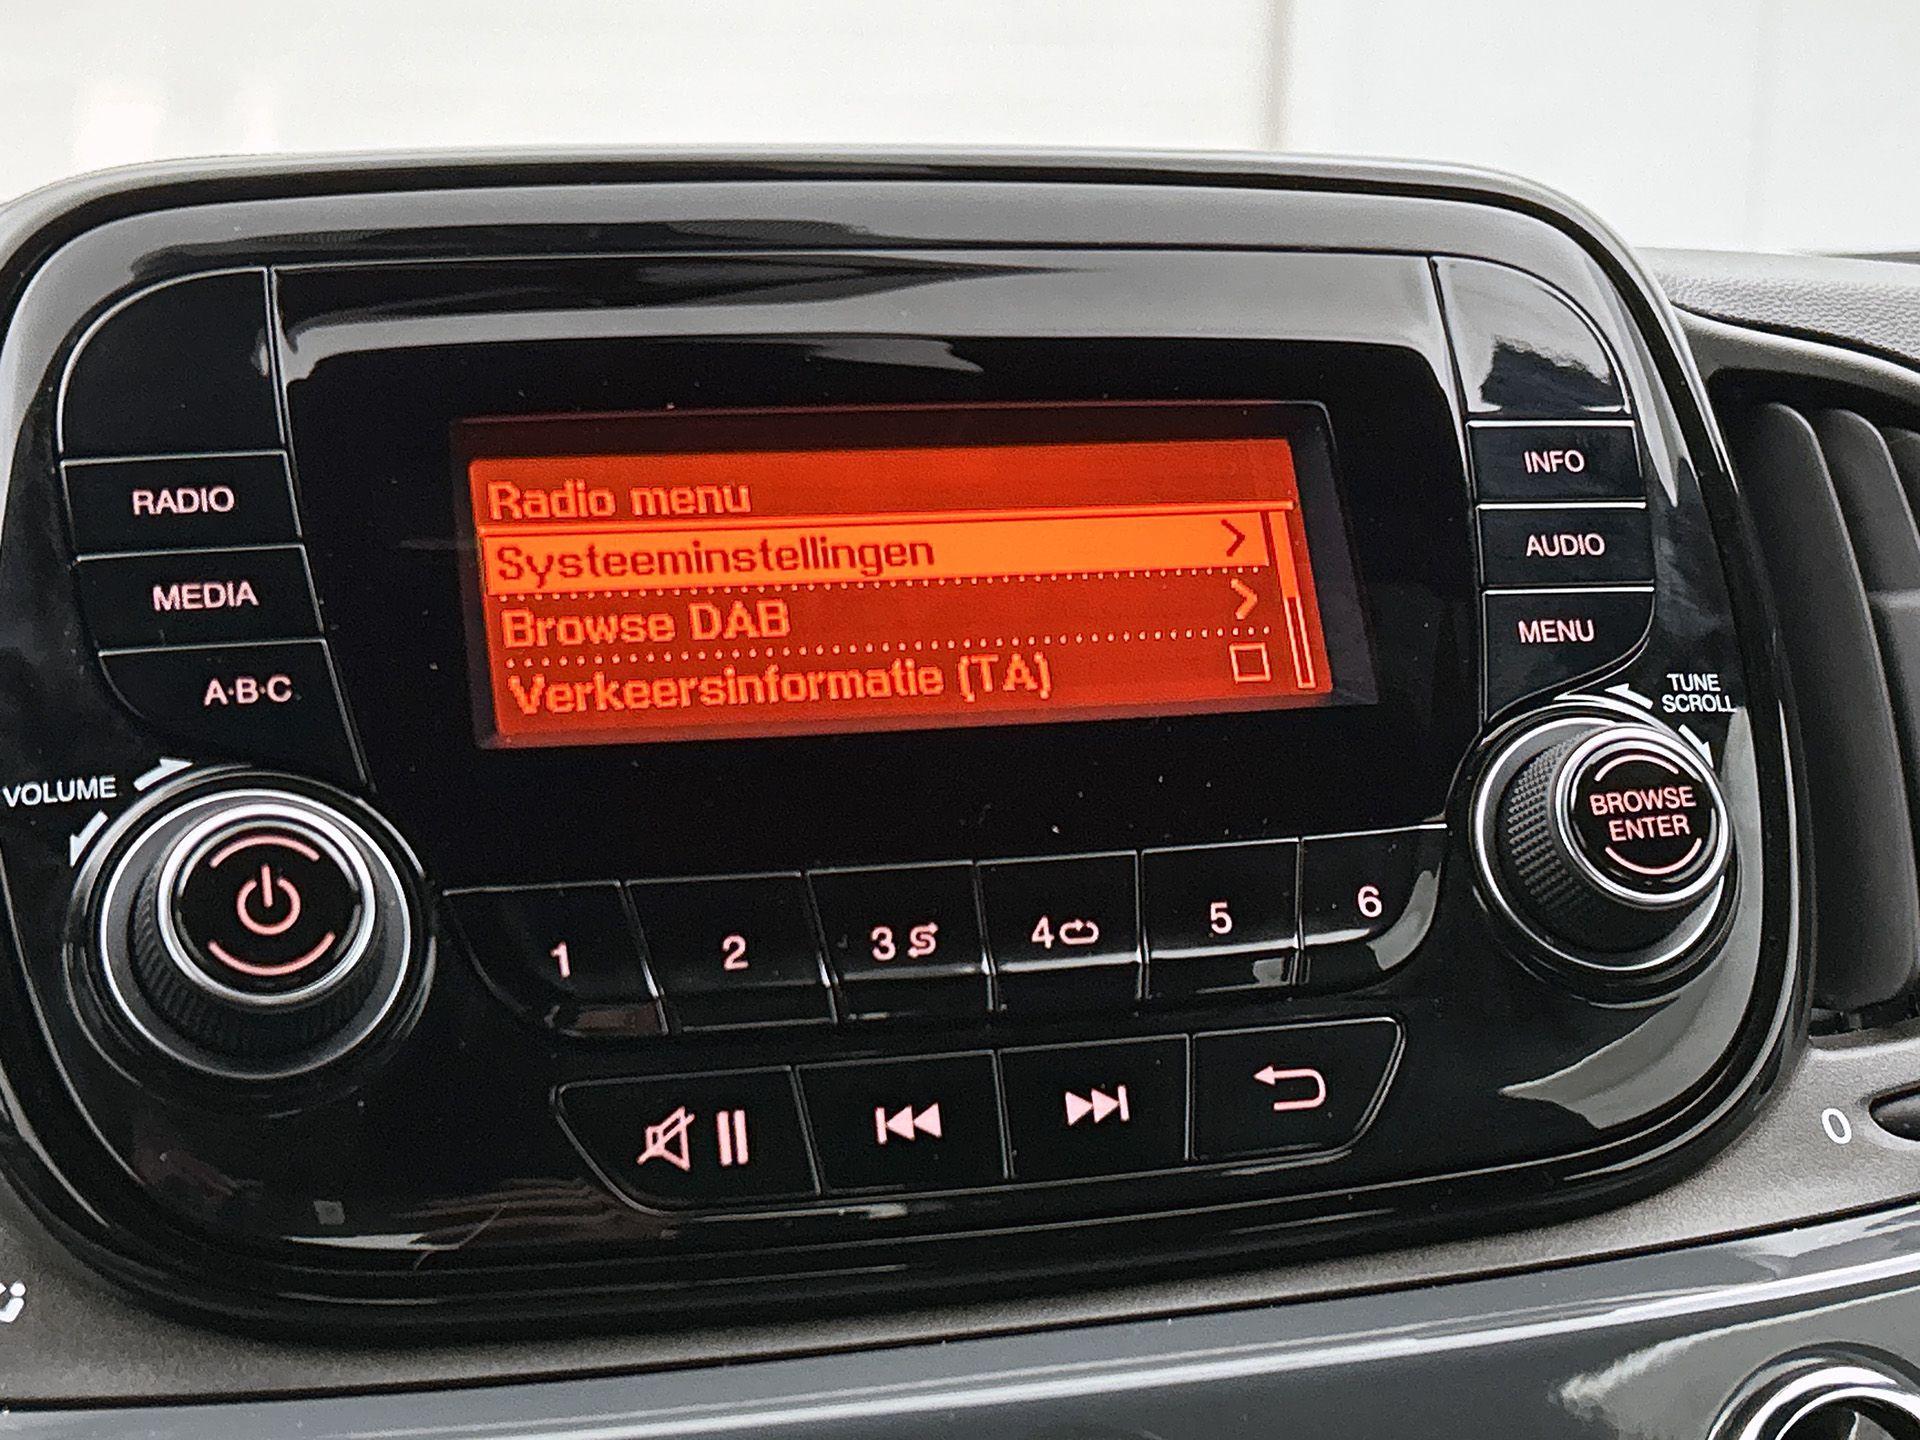 Radio menu
Systeeminstellingen
Browse DAB
Verkeersinformatie (TA)
RADIO
MEDIA
A·B·C
VOLUME
INFO
AUDIO
MENU
TUNE
SCROLL
BROWSE
ENTER
1 2 3 4 5 6
0